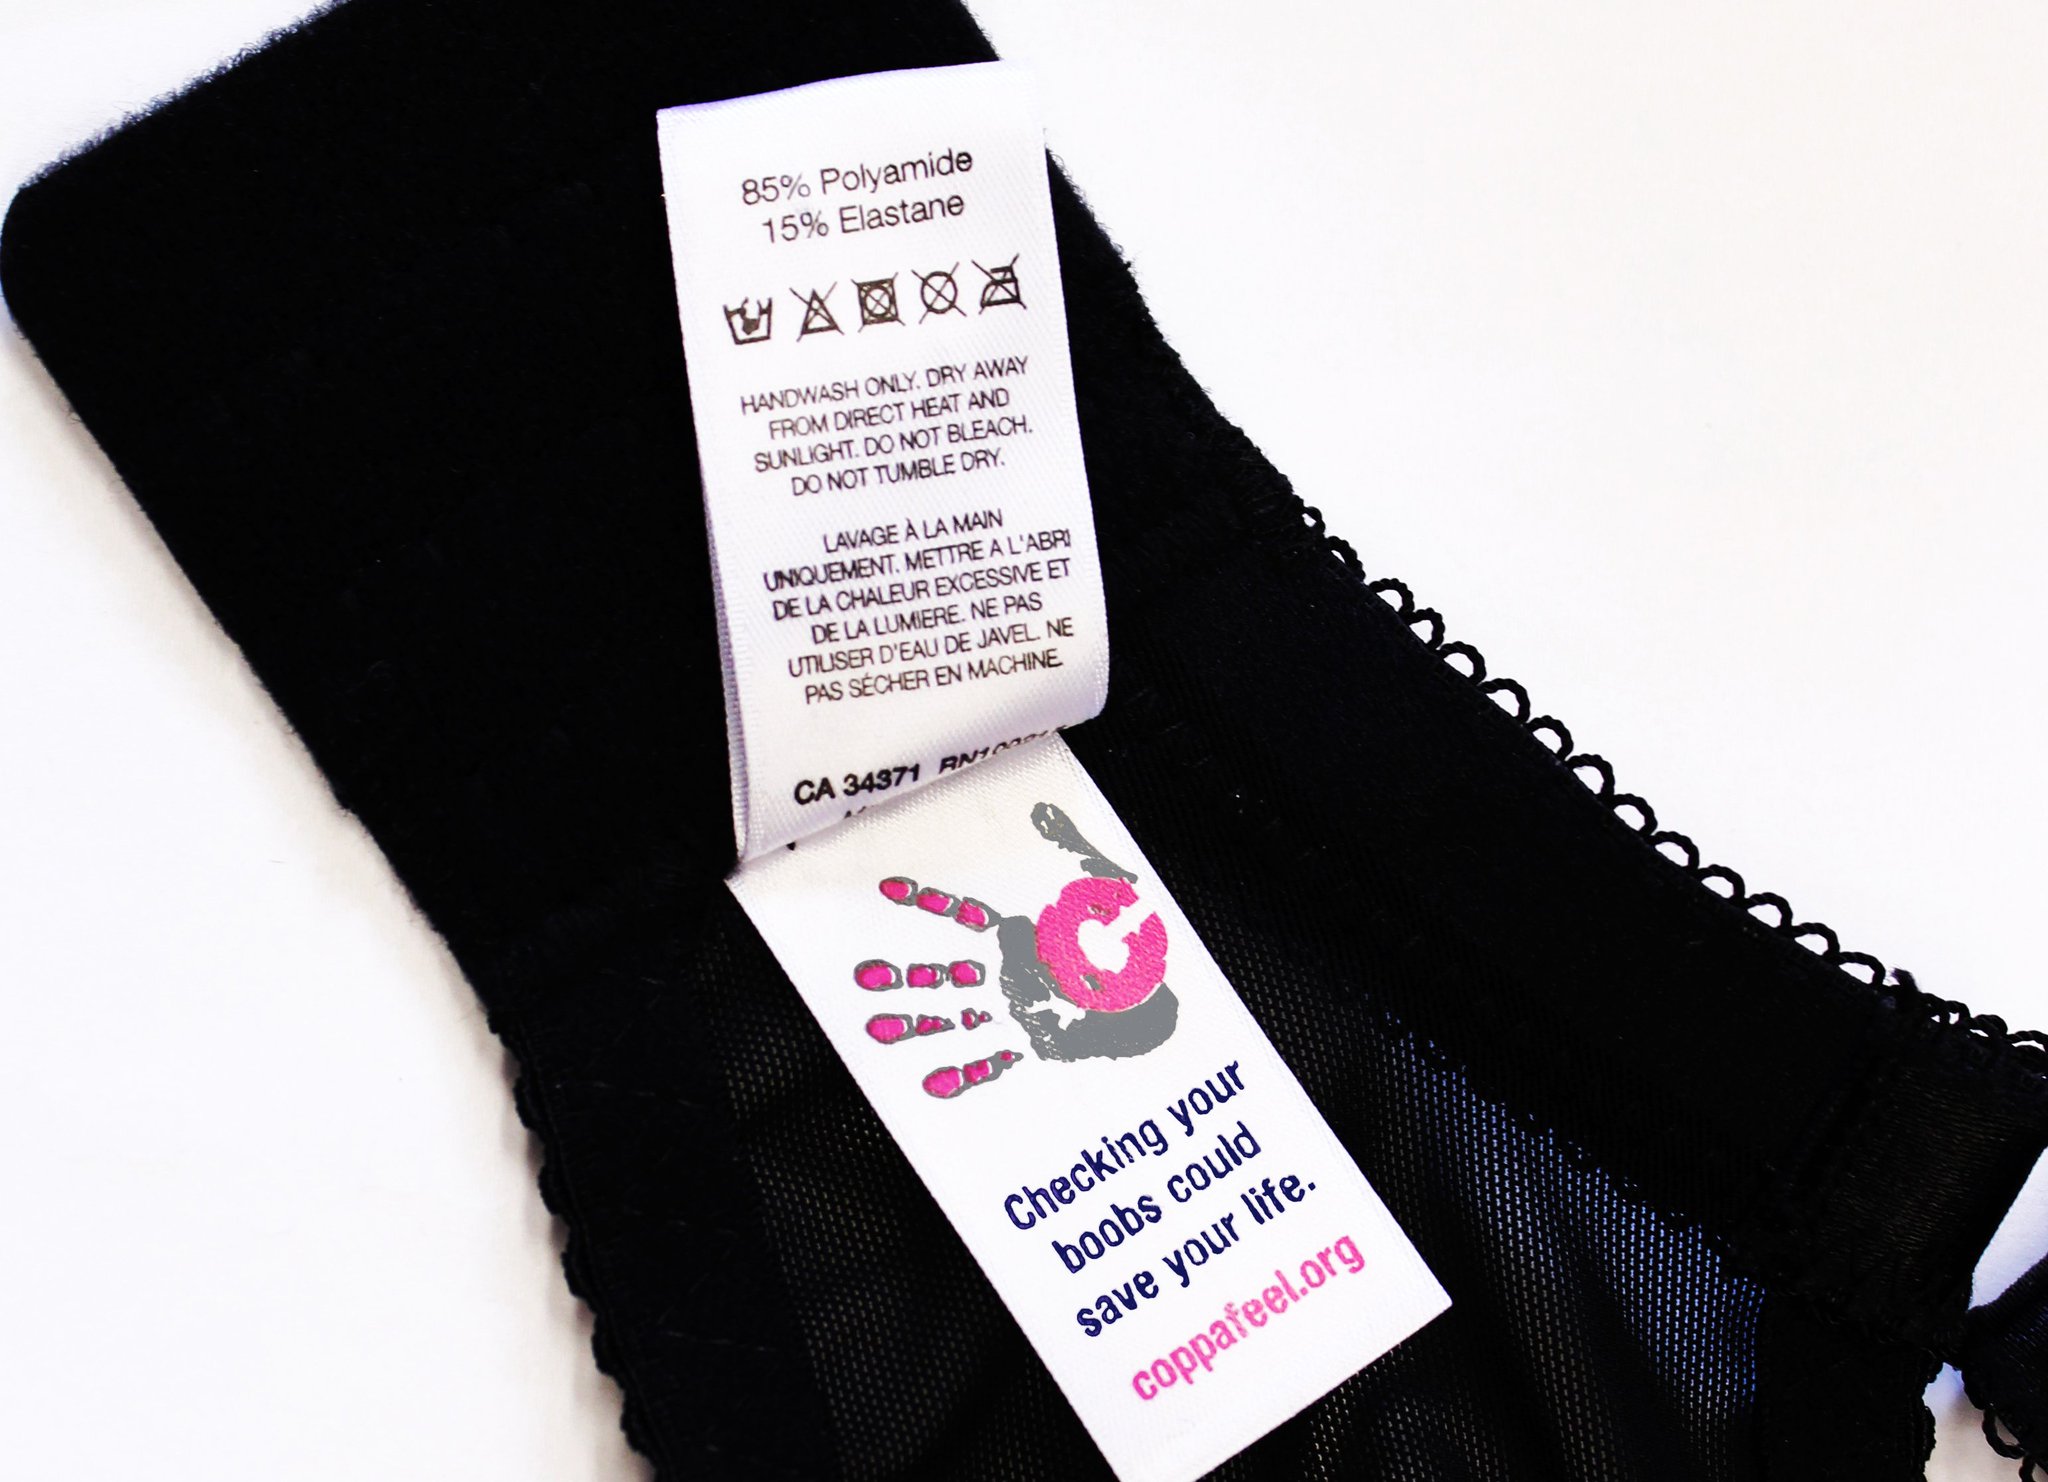 85% Polyamide
15% Elastane
HANDWASH ONLY. DRY AWAY
FROM DIRECT HEAT AND
SUNLIGHT. DO NOT BLEACH.
DO NOT TUMBLE DRY.
LAVAGE À LA MAIN
UNIQUEMENT. METTRE A L'ABRI
DE LA CHALEUR EXCESSIVE ET
DE LA LUMIERE. NE PAS
UTILISER D'EAU DE JAVEL. NE
PAS SÉCHER EN MACHINE.
CA 34371
Checking your
boobs could
save your life.
coppafeel.org